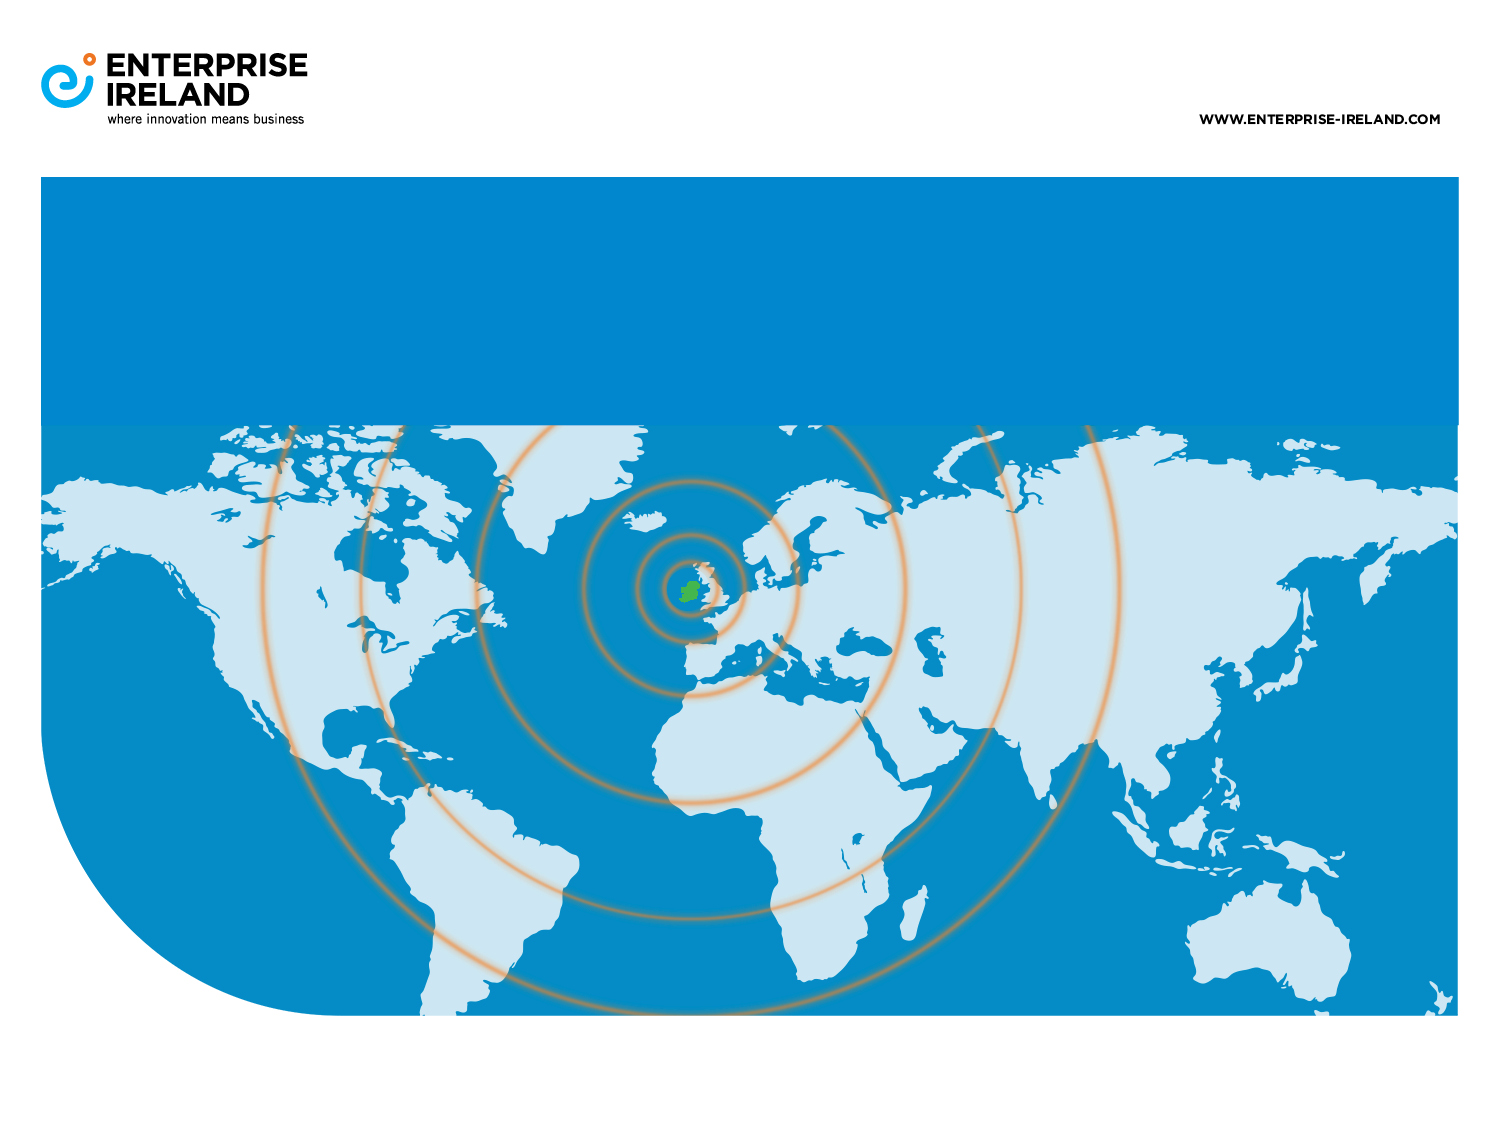 ENTERPRISE
IRELAND
where innovation means business
WWW.ENTERPRISE-IRELAND.COM